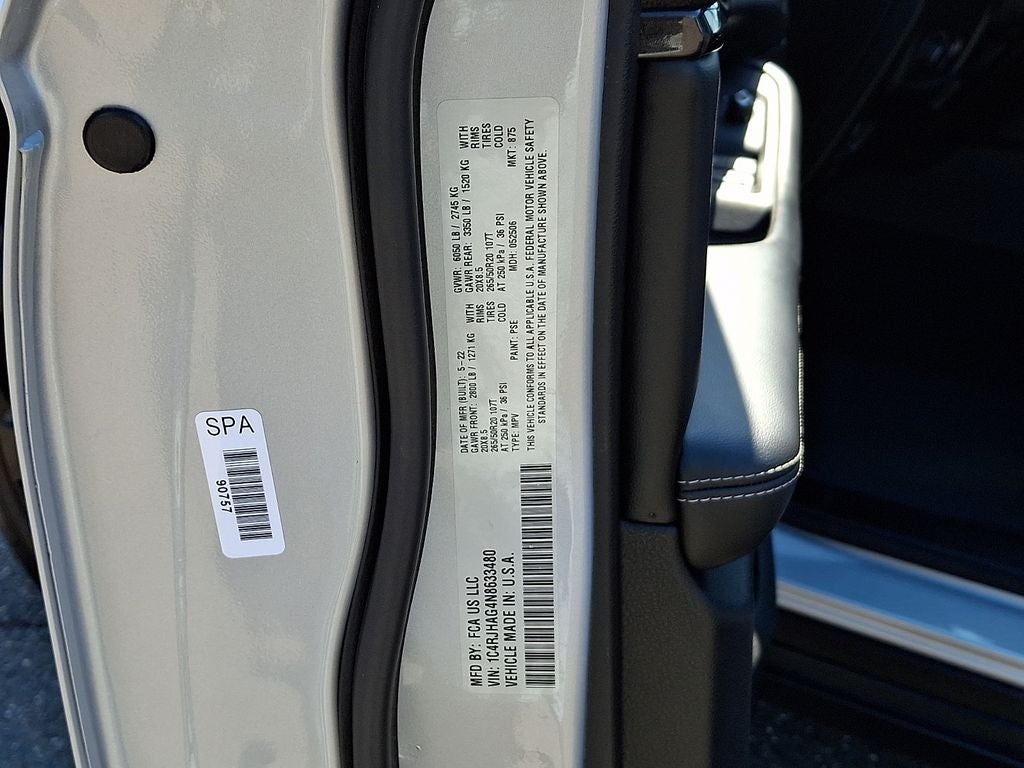 MFD BY: FCA US LLC
VIN: 1C4RJHAG4N8633480
VEHICLE MADE IN: U.S.A.
DATE OF MFR (BUILT): 5-22
GAWR FRONT: 2800 LB / 1271 KG WITH
20X8.5 RIMS
265/50R20 107T TIRES
AT 250 kPa / 36 PSI COLD
TYPE: MPV PAINT: PSE
GVWR: 6050 LB / 2745 KG
GAWR REAR: 3350 LB / 1520 KG WITH
20X8.5 RIMS
265/50R20 107T TIRES
AT 250 kPa / 36 PSI COLD
MDH: 052506 MKT: 875
THIS VEHICLE CONFORMS TO ALL APPLICABLE U.S.A. FEDERAL MOTOR VEHICLE SAFETY
STANDARDS IN EFFECT ON THE DATE OF MANUFACTURE SHOWN ABOVE.
SPA
90757